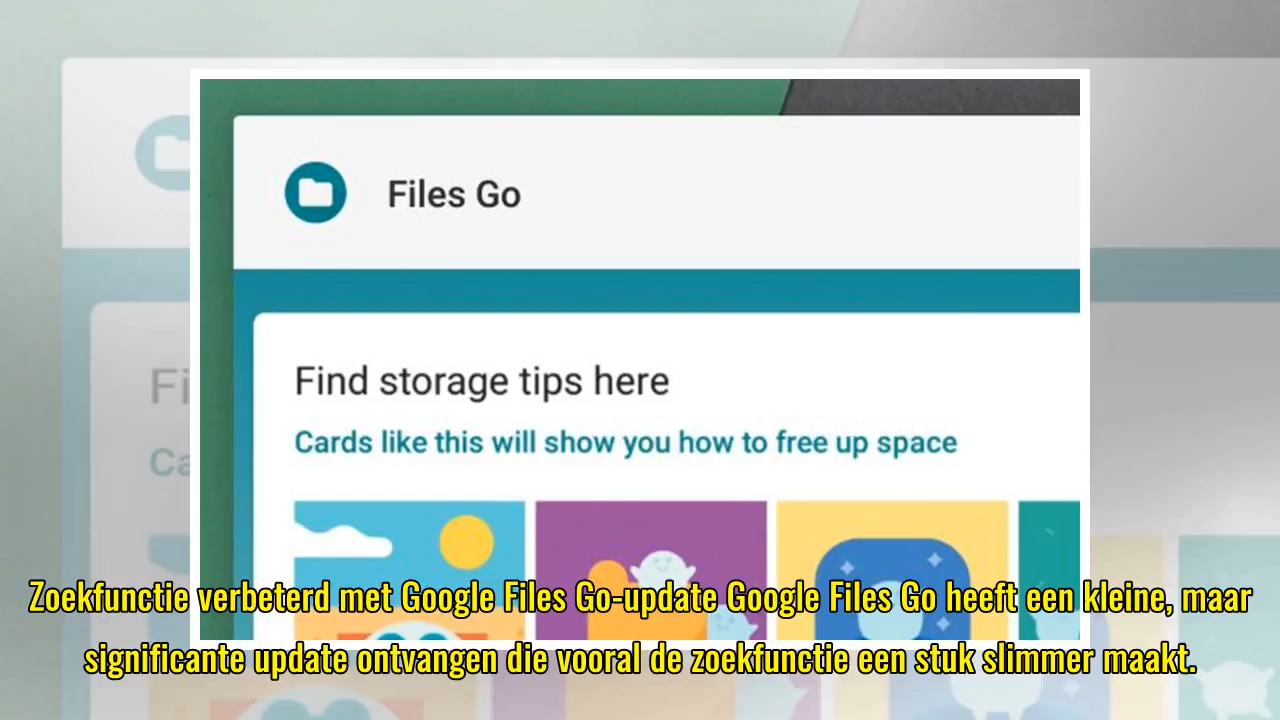 Files Go
Find storage tips here
Cards like this will show you how to free up space
Fi
Ca
Zoekfunctie verbeterd met Google Files Go-update Google Files Go heeft een kleine, maar
significante update ontvangen die vooral de zoekfunctie een stuk slimmer maakt.